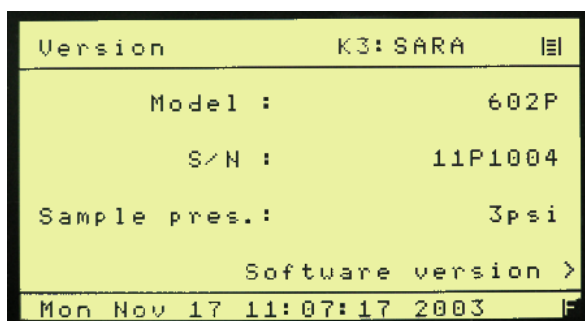 Version K3:SARA
Model : 602P
S/N : 11P1004
Sample pres.: 3psi
Software version >
Mon Nov 17 11:07:17 2003